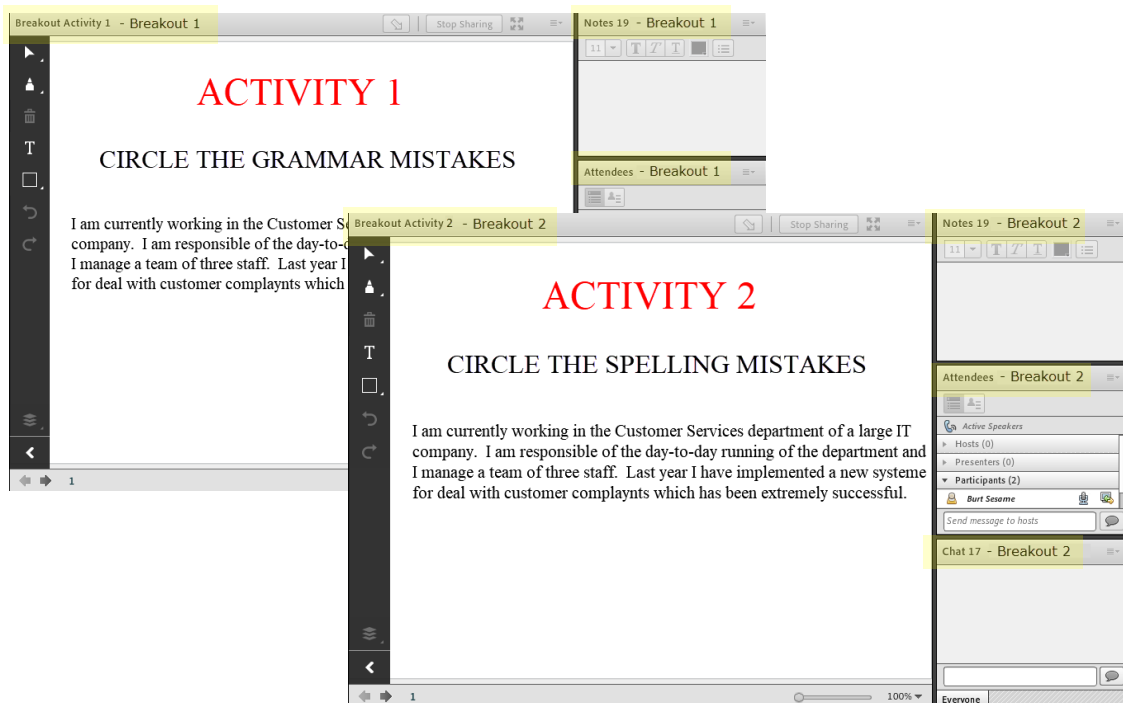 Breakout Activity 1 - Breakout 1
Stop Sharing
Notes 19 - Breakout 1
11 T T T
ACTIVITY 1
CIRCLE THE GRAMMAR MISTAKES
T
Attendees - Breakout 1
I am currently working in the Customer
company. I am responsible of the
I manage a team of three staff. Last year I
for deal with customer complaynts which
1
Breakout Activity 2 - Breakout 2
Stop Sharing
Notes 19 - Breakout 2
11 T T T
ACTIVITY 2
CIRCLE THE SPELLING MISTAKES
T
I am currently working in the Customer Services department of a large IT
company. I am responsible of the day-to-day running of the department and
I manage a team of three staff. Last year I have implemented a new systeme
for deal with customer complaynts which has been extremely successful.
1
100%
Attendees - Breakout 2
Active Speakers
Hosts (0)
Presenters (0)
Participants (2)
Burt Sesame
Send message to hosts
Chat 17 - Breakout 2
Everyone